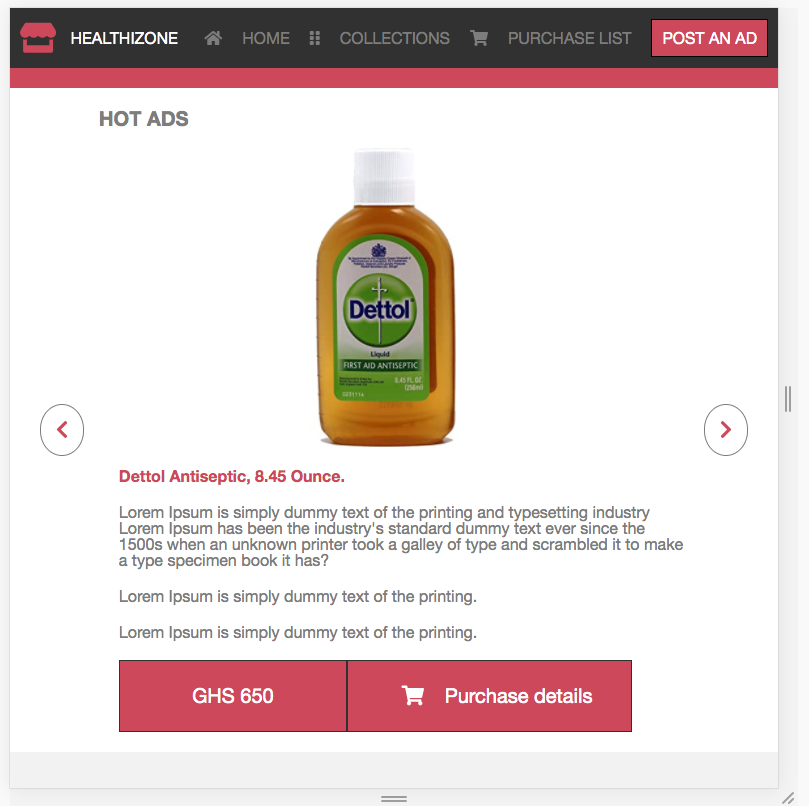 HEALTHIZONE HOME COLLECTIONS PURCHASE LIST POST AN AD
HOT ADS
Dettol
Liquid
FIRST AID ANTISEPTIC
8.45 FL. OZ.
(250ml)
Dettol Antiseptic, 8.45 Ounce.
Lorem Ipsum is simply dummy text of the printing and typesetting industry
Lorem Ipsum has been the industry's standard dummy text ever since the
1500s when an unknown printer took a galley of type and scrambled it to make
a type specimen book it has?
Lorem Ipsum is simply dummy text of the printing.
Lorem Ipsum is simply dummy text of the printing.
GHS 650 Purchase details